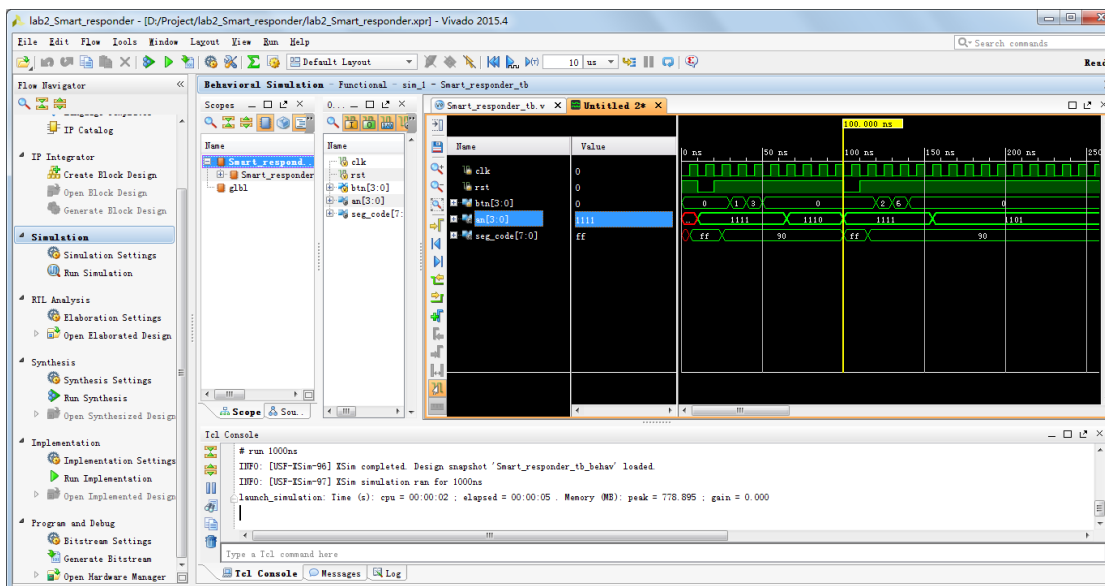 lab2_Smart_responder - [D:/Project/lab2_Smart_responder/lab2_Smart_responder.xpr] - Vivado 2015.4
File Edit Flow Tools Window Layout View Run Help
Q- Search commands
Default Layout
10 us
Flow Navigator
IP Catalog
IP Integrator
Create Block Design
Open Block Design
Generate Block Design
Simulation
Simulation Settings
Run Simulation
RTL Analysis
Elaboration Settings
Open Elaborated Design
Synthesis
Synthesis Settings
Run Synthesis
Open Synthesized Design
Implementation
Implementation Settings
Run Implementation
Open Implemented Design
Program and Debug
Bitstream Settings
Generate Bitstream
Open Hardware Manager
Behavioral Simulation - Functional - sim_1 - Smart_responder_tb
Scopes
Name
Smart_respond..
Smart_responder
glbl
Scope
Sou..
O...
Name
clk
rst
btn[3:0]
an[3:0]
seg_code[7:
Smart_responder_tb.v
Untitled 2*
Name Value
clk 0
rst 0
btn[3:0] 0
an[3:0] 1111
seg_code[7:0] ff
100.000 ns
0 ns 50 ns 100 ns 150 ns 200 ns 250
0 1 3 0 2 6 0
1111 1110 1111 1101
ff 90 ff 90
Tcl Console
# run 1000ns
INFO: [USF-XSim-96] XSim completed. Design snapshot 'Smart_responder_tb_behav' loaded.
INFO: [USF-XSim-97] XSim simulation ran for 1000ns
launch_simulation: Time (s): cpu = 00:00:02 ; elapsed = 00:00:05 . Memory (MB): peak = 778.895 ; gain = 0.000
Type a Tcl command here
Tcl Console
Messages
Log